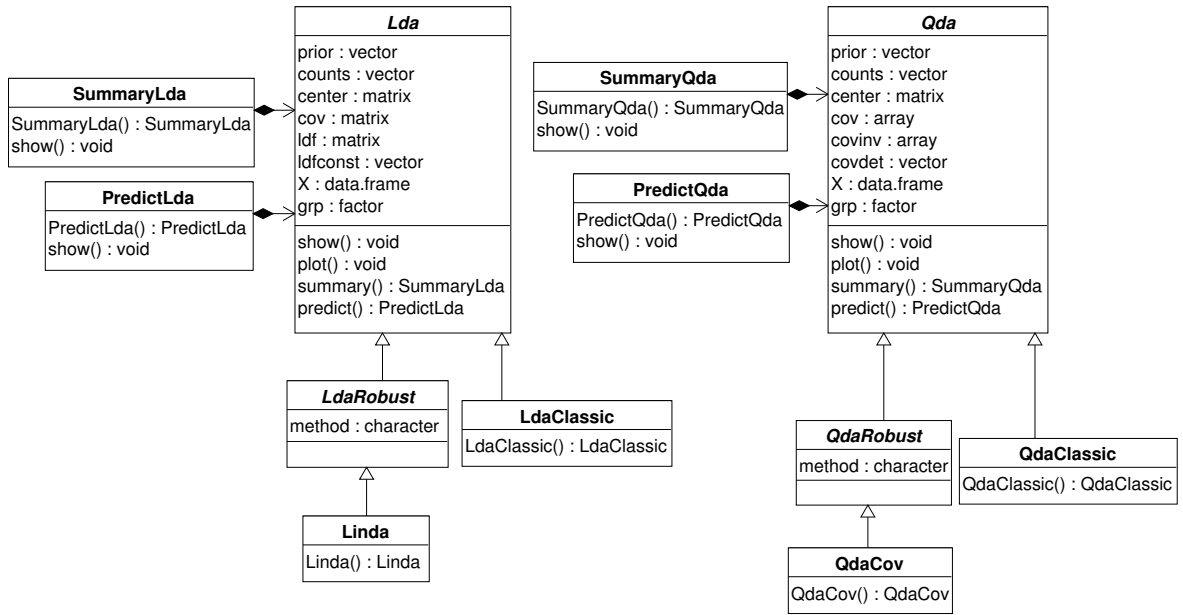 Lda
prior : vector
counts : vector
center : matrix
cov : matrix
ldf : matrix
ldfconst : vector
X : data.frame
grp : factor
show() : void
plot() : void
summary() : SummaryLda
predict() : PredictLda
SummaryLda
SummaryLda() : SummaryLda
show() : void
PredictLda
PredictLda() : PredictLda
show() : void
LdaRobust
method : character
LdaClassic
LdaClassic() : LdaClassic
Linda
Linda() : Linda
Qda
prior : vector
counts : vector
center : matrix
cov : array
covinv : array
covdet : vector
X : data.frame
grp : factor
show() : void
plot() : void
summary() : SummaryQda
predict() : PredictQda
SummaryQda
SummaryQda() : SummaryQda
show() : void
PredictQda
PredictQda() : PredictQda
show() : void
QdaRobust
method : character
QdaClassic
QdaClassic() : QdaClassic
QdaCov
QdaCov() : QdaCov